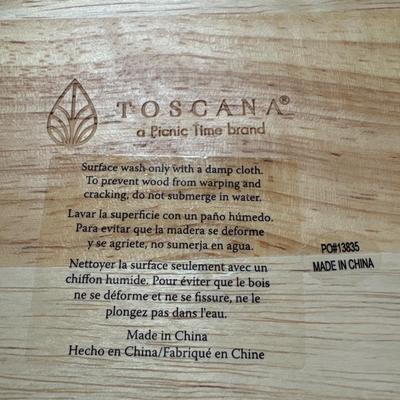 TOSCANA®
a Picnic Time brand
Surface wash only with a damp cloth.
To prevent wood from warping and
cracking, do not submerge in water.
Lavar la superficie con un paño húmedo.
Para evitar que la madera se deforme
y se agriete, no sumerja en agua.
Nettoyer la surface seulement avec un
chiffon humide. Pour éviter que le bois
ne se déforme et ne se fissure, ne le
plongez pas dans l'eau.
Made in China
Hecho en China/Fabriqué en Chine
PO#13835
MADE IN CHINA